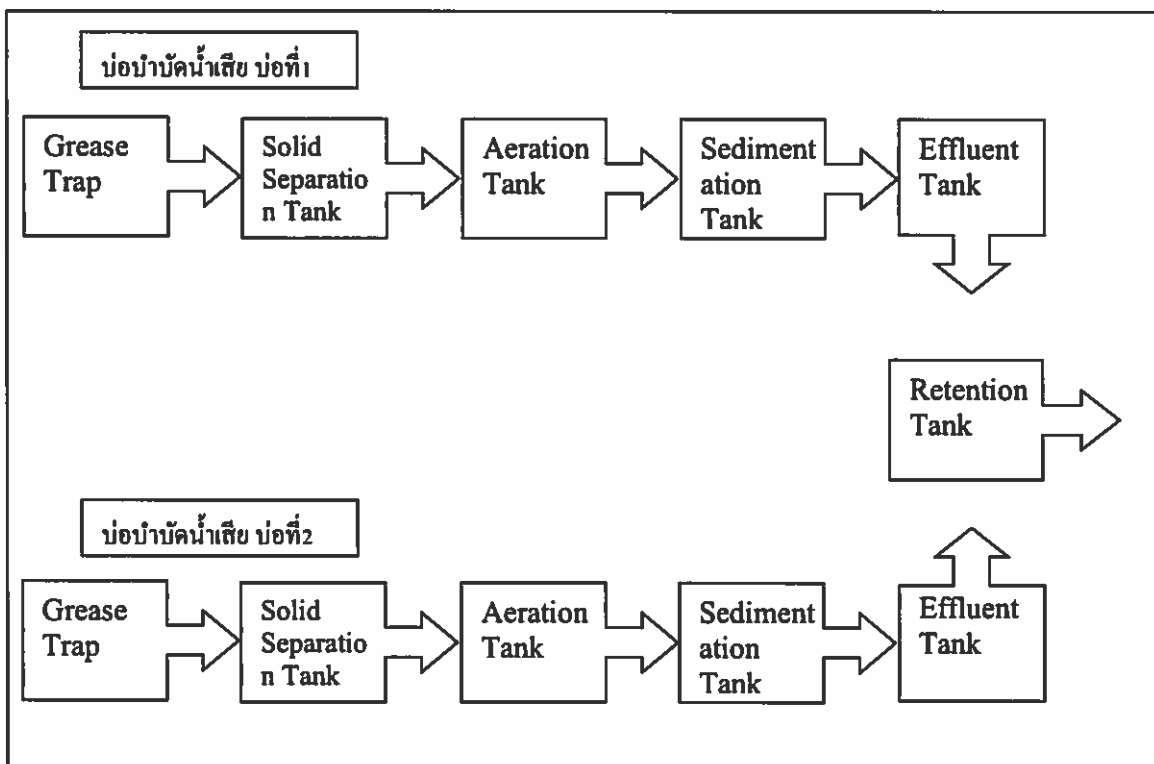 บ่อบำบัดน้ำเสีย บ่อที่1
Grease
Trap
Solid
Separatio
n Tank
Aeration
Tank
Sediment
ation
Tank
Effluent
Tank
Retention
Tank
บ่อบำบัดน้ำเสีย บ่อที่2
Grease
Trap
Solid
Separatio
n Tank
Aeration
Tank
Sediment
ation
Tank
Effluent
Tank